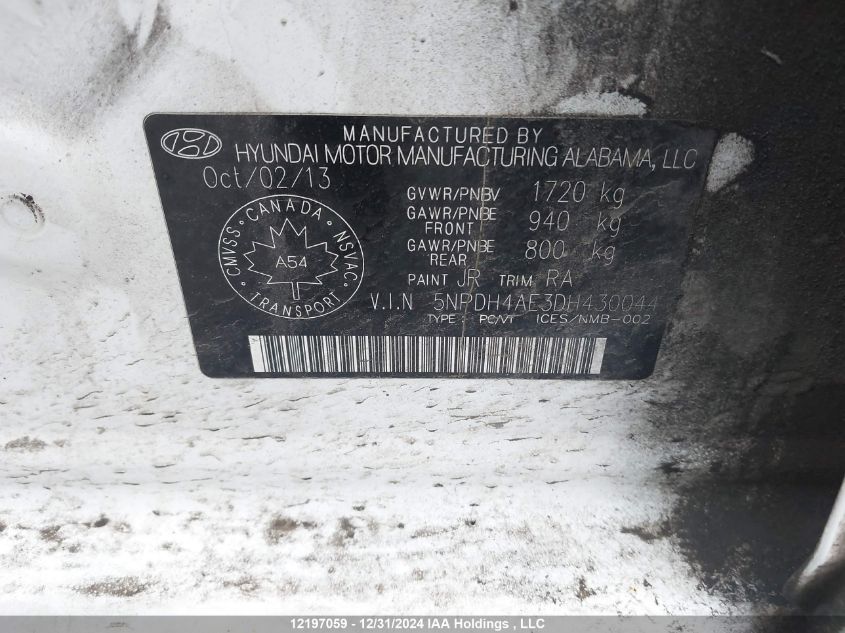 MANUFACTURED BY
HYUNDAI MOTOR MANUFACTURING ALABAMA, LLC
Oct/02/13
GVWR/PNBV 1720 kg
GAWR/PNBE FRONT 940 kg
GAWR/PNBE REAR 800 kg
PAINT JR TRIM RA
V.I.N 5NPDH4AE3DH430044
TYPE : PC/VT ICES/NMB-002
CMVSS CANADA NSVAC
A54
TRANSPORT
12197059 - 12/31/2024 IAA Holdings , LLC